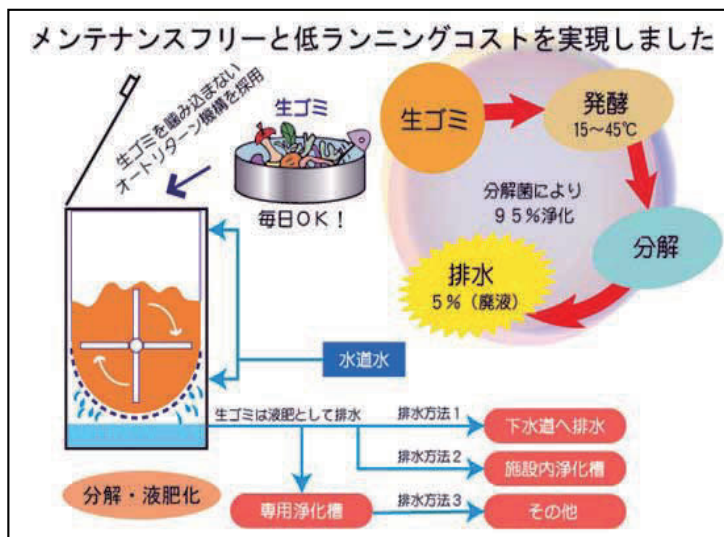 メンテナンスフリーと低ランニングコストを実現しました
生ゴミを噛み込まない
オートリターン機構を採用
生ゴミ
毎日OK!
生ゴミ
発酵
15~45℃
分解菌により
95%浄化
分解
排水
5%(廃液)
水道水
生ゴミは液肥として排水
排水方法1
下水道へ排水
排水方法2
施設内浄化槽
分解・液肥化
専用浄化槽
排水方法3
その他